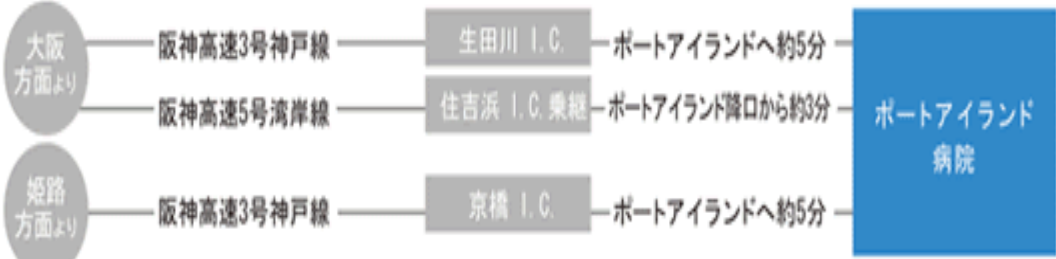 大阪
方面より
阪神高速3号神戸線
生田川 I.C.
ポートアイランドへ約5分
阪神高速5号湾岸線
住吉浜 I.C.乗継
ポートアイランド降口から約3分
姫路
方面より
阪神高速3号神戸線
京橋 I.C.
ポートアイランドへ約5分
ポートアイランド
病院